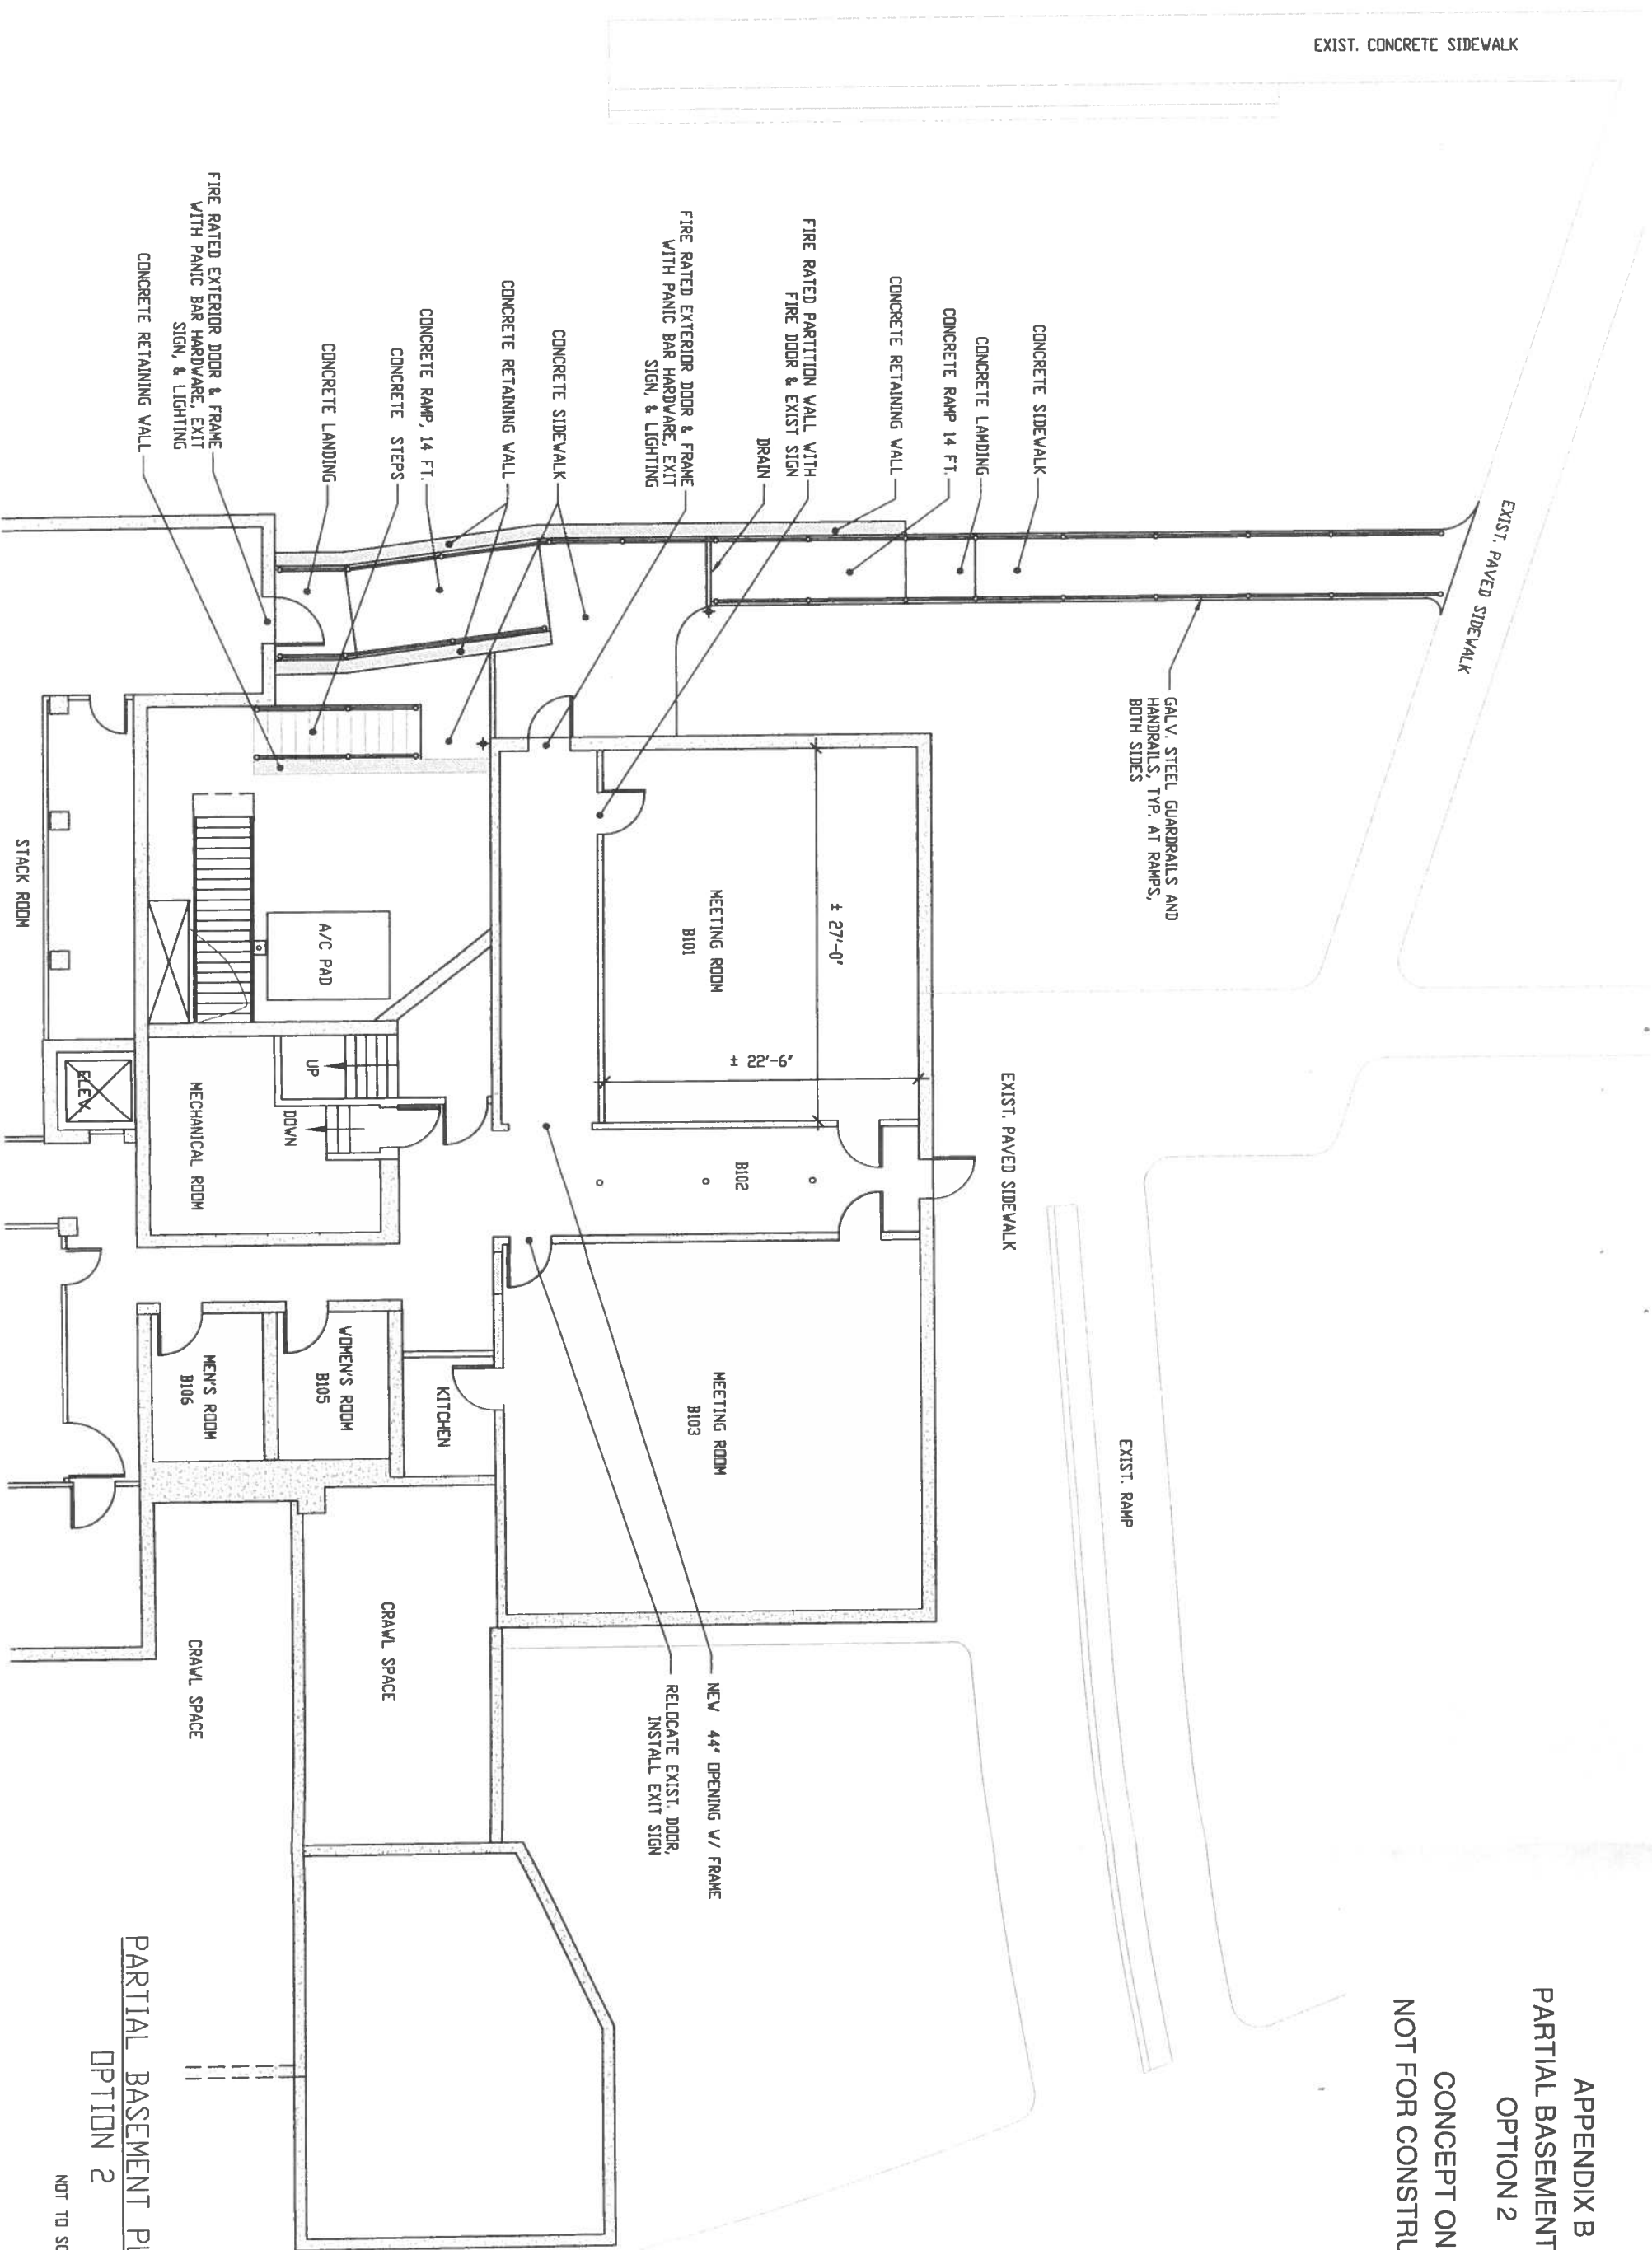 EXIST. CONCRETE SIDEWALK
APPENDIX B
PARTIAL BASEMENT
OPTION 2
CONCEPT ON
NOT FOR CONSTRU
EXIST. PAVED SIDEWALK
GALV. STEEL GUARDRAILS AND
HANDRAILS, TYP. AT RAMPS,
BOTH SIDES
CONCRETE SIDEWALK
CONCRETE LAMDING
CONCRETE RAMP 14 FT.
CONCRETE RETAINING WALL
FIRE RATED PARTITION WALL WITH
FIRE DOOR & EXIST SIGN
DRAIN
FIRE RATED EXTERIOR DOOR & FRAME
WITH PANIC BAR HARDWARE, EXIT
SIGN, & LIGHTING
CONCRETE SIDEWALK
CONCRETE RETAINING WALL
CONCRETE RAMP, 14 FT.
CONCRETE STEPS
CONCRETE LANDING
FIRE RATED EXTERIOR DOOR & FRAME
WITH PANIC BAR HARDWARE, EXIT
SIGN, & LIGHTING
CONCRETE RETAINING WALL
EXIST. RAMP
EXIST. PAVED SIDEWALK
± 27'-0"
± 22'-6"
MEETING ROOM
B101
B102
MEETING ROOM
B103
NEW 44" OPENING W/ FRAME
RELOCATE EXIST. DOOR,
INSTALL EXIT SIGN
A/C PAD
UP
DOWN
MECHANICAL ROOM
ELEV.
STACK ROOM
KITCHEN
WOMEN'S ROOM
B105
MEN'S ROOM
B106
CRAWL SPACE
CRAWL SPACE
PARTIAL BASEMENT PL
OPTION 2
NOT TO SC